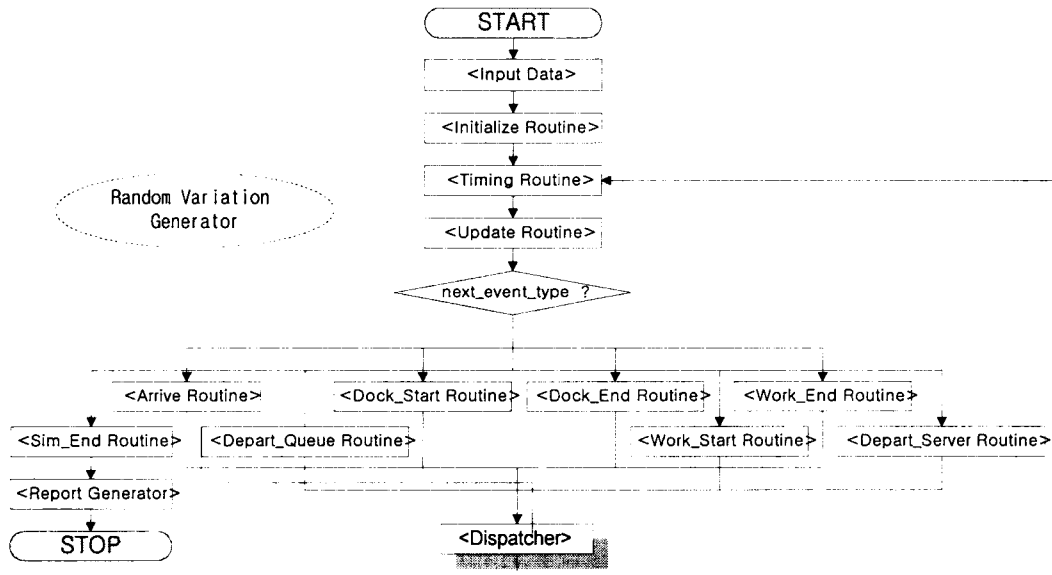 START
<Input Data>
<Initialize Routine>
<Timing Routine>
Random Variation
Generator
<Update Routine>
next_event_type ?
<Arrive Routine>
<Dock_Start Routine>
<Dock_End Routine>
<Work_End Routine>
<Sim_End Routine>
<Depart_Queue Routine>
<Work_Start Routine>
<Depart_Server Routine>
<Report Generator>
STOP
<Dispatcher>